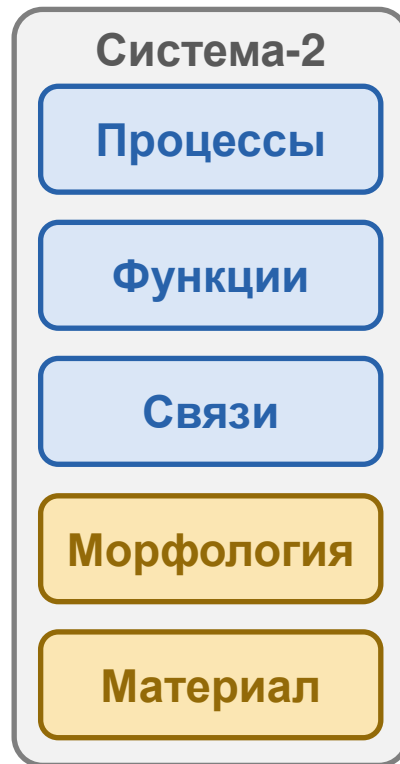 Система-2
Процессы
Функции
Связи
Морфология
Материал